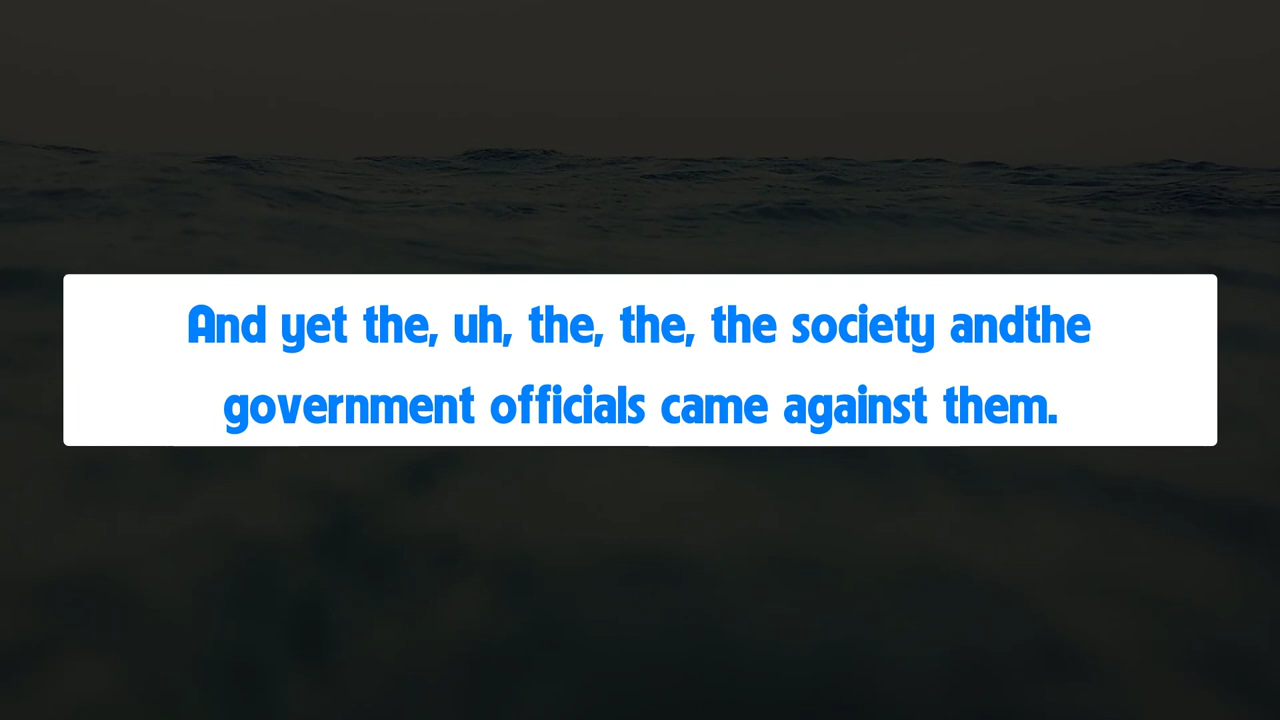 And yet the, uh, the, the, the society andthe
government officials came against them.